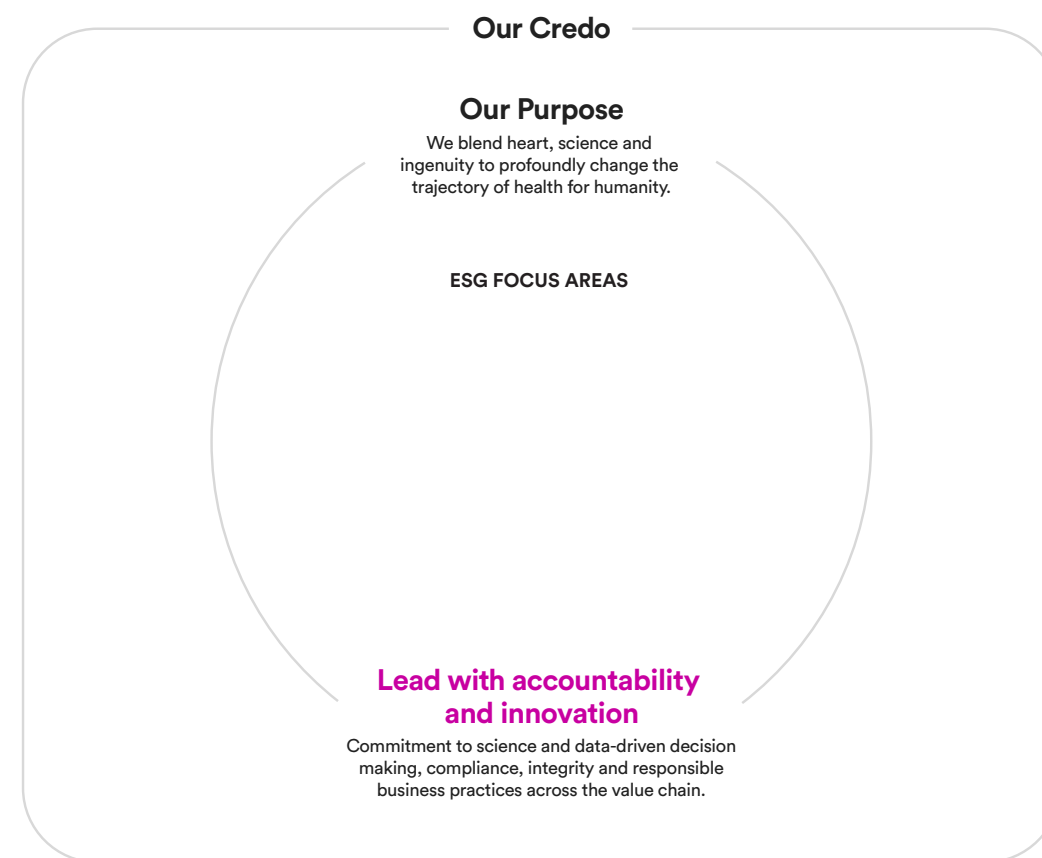 Our Credo
Our Purpose
We blend heart, science and
ingenuity to profoundly change the
trajectory of health for humanity.
ESG FOCUS AREAS
Lead with accountability
and innovation
Commitment to science and data-driven decision
making, compliance, integrity and responsible
business practices across the value chain.